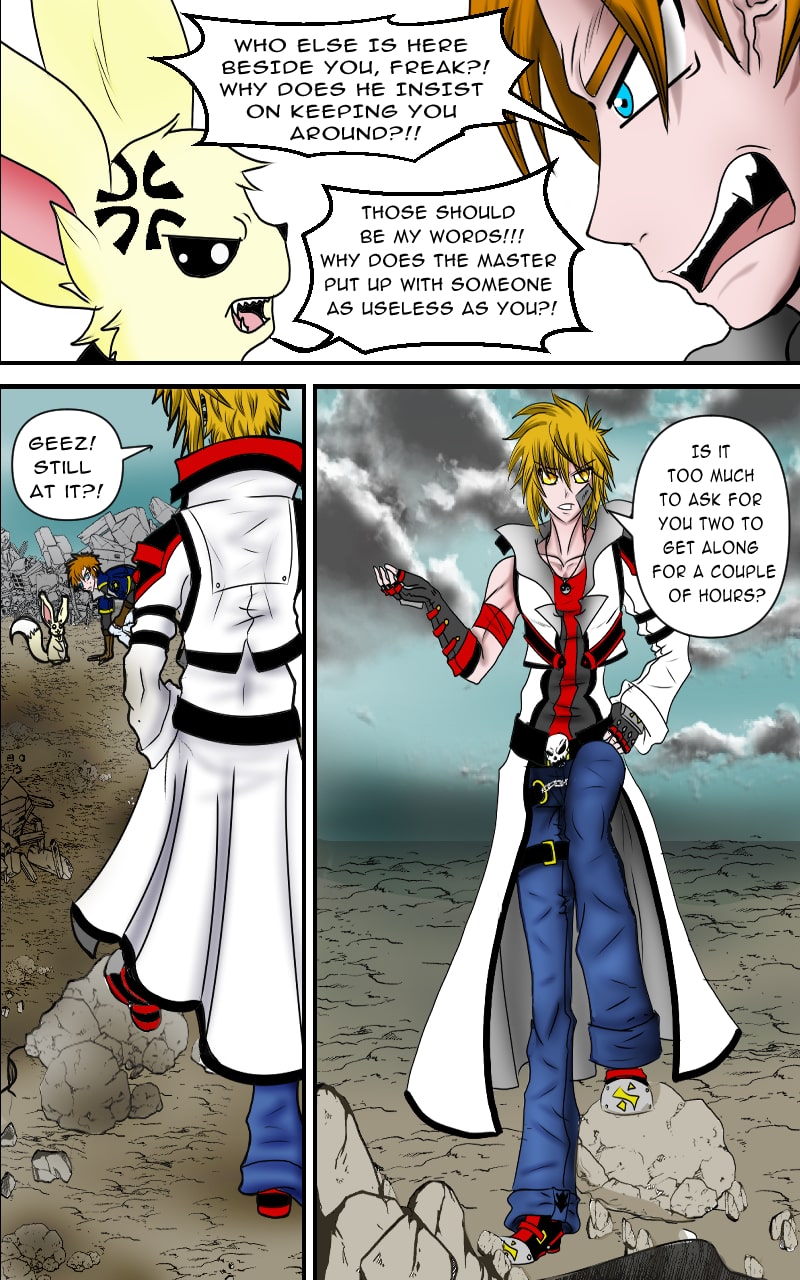 WHO ELSE IS HERE
BESIDE YOU, FREAK?!
WHY DOES HE INSIST
ON KEEPING YOU
AROUND?!!
THOSE SHOULD
BE MY WORDS!!!
WHY DOES THE MASTER
PUT UP WITH SOMEONE
AS USELESS AS YOU?!
GEEZ!
STILL
AT IT?!
IS IT
TOO MUCH
TO ASK FOR
YOU TWO TO
GET ALONG
FOR A COUPLE
OF HOURS?